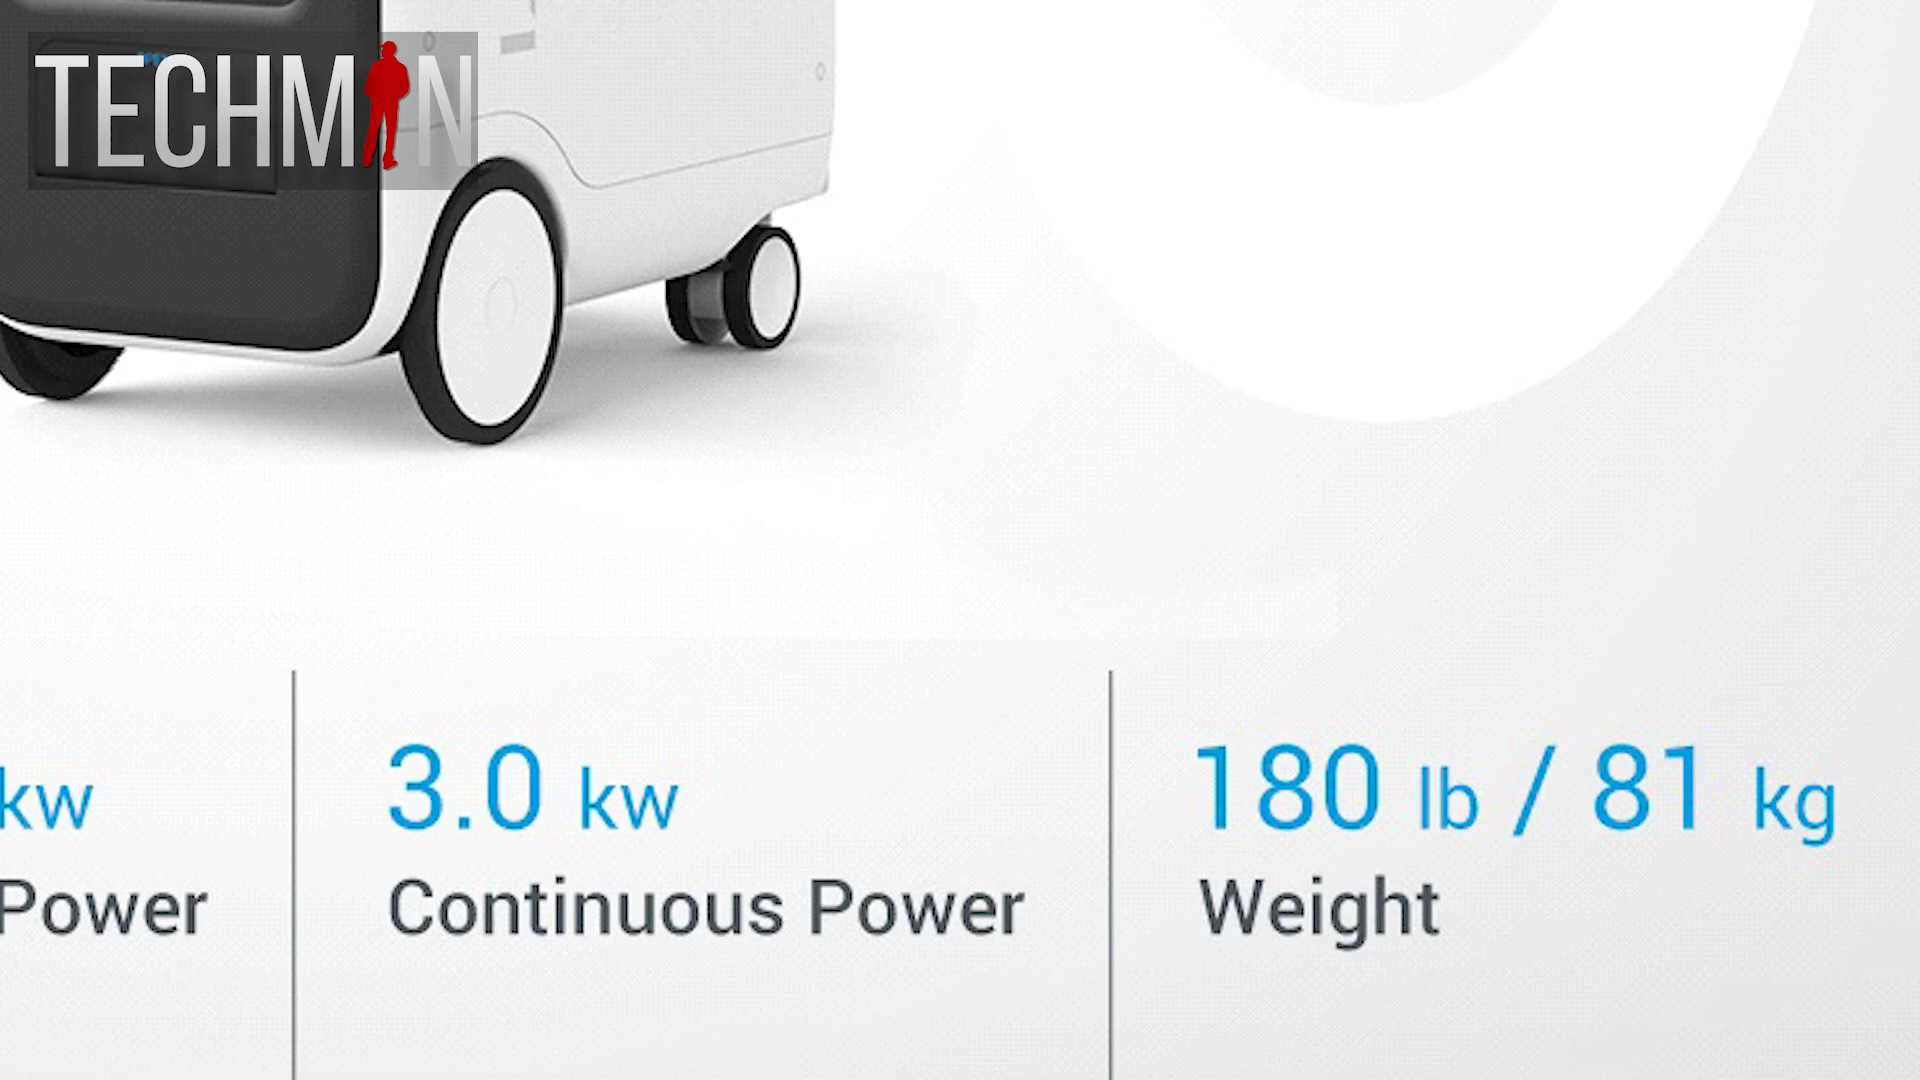 TECHMAN
kw
Power
3.0 kw
Continuous Power
180 lb / 81 kg
Weight